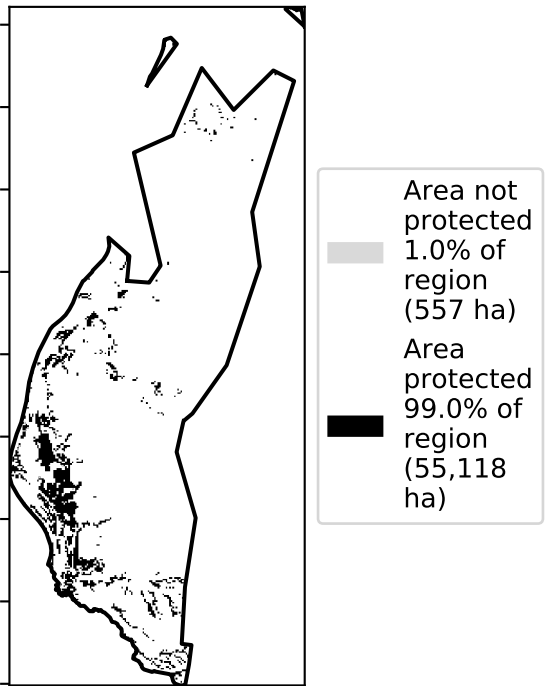 Area not
protected
1.0% of
region
(557 ha)
Area
protected
99.0% of
region
(55,118
ha)